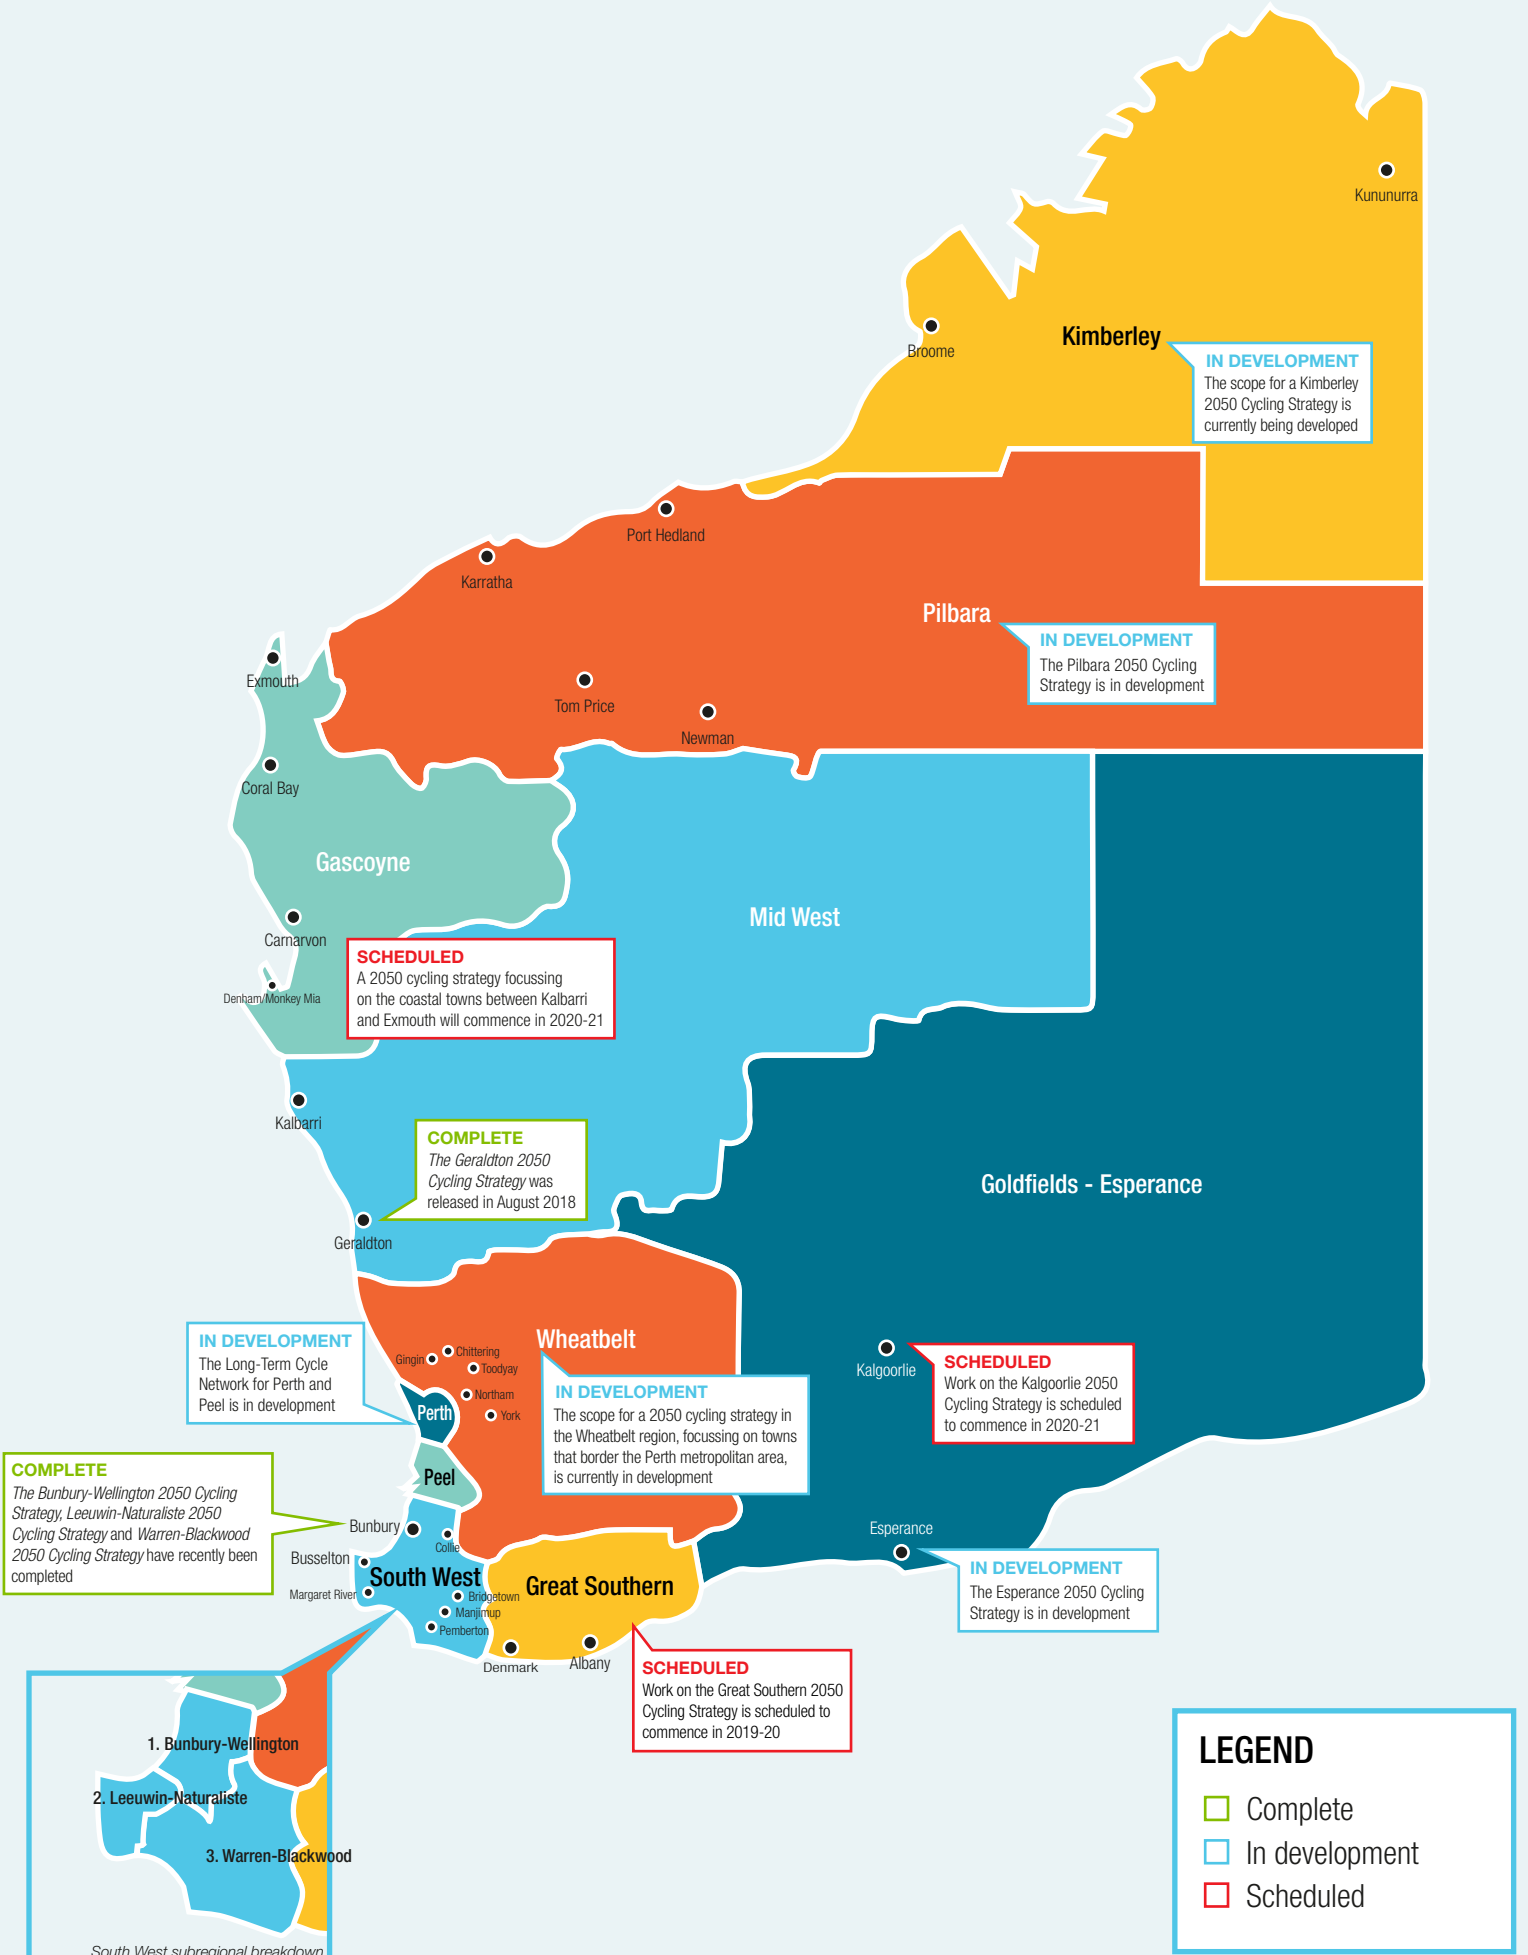 Kununurra
Broome
Kimberley
IN DEVELOPMENT
The scope for a Kimberley
2050 Cycling Strategy is
currently being developed
Port Hedland
Karratha
Pilbara
IN DEVELOPMENT
The Pilbara 2050 Cycling
Strategy is in development
Exmouth
Tom Price
Newman
Coral Bay
Gascoyne
Mid West
Carnarvon
SCHEDULED
A 2050 cycling strategy focussing
on the coastal towns between Kalbarri
and Exmouth will commence in 2020-21
Denham/Monkey Mia
Kalbarri
COMPLETE
The Geraldton 2050
Cycling Strategy was
released in August 2018
Goldfields - Esperance
Geraldton
IN DEVELOPMENT
The Long-Term Cycle
Network for Perth and
Peel is in development
Wheatbelt
Gingin
Chittering
Toodyay
Northam
York
Perth
IN DEVELOPMENT
The scope for a 2050 cycling strategy in
the Wheatbelt region, focussing on towns
that border the Perth metropolitan area,
is currently in development
Kalgoorlie
SCHEDULED
Work on the Kalgoorlie 2050
Cycling Strategy is scheduled
to commence in 2020-21
COMPLETE
The Bunbury-Wellington 2050 Cycling
Strategy, Leeuwin-Naturaliste 2050
Cycling Strategy and Warren-Blackwood
2050 Cycling Strategy have recently been
completed
Peel
Bunbury
Collie
Busselton
South West
Margaret River
Bridgetown
Manjimup
Pemberton
Great Southern
Denmark
Albany
Esperance
IN DEVELOPMENT
The Esperance 2050 Cycling
Strategy is in development
SCHEDULED
Work on the Great Southern 2050
Cycling Strategy is scheduled to
commence in 2019-20
1. Bunbury-Wellington
2. Leeuwin-Naturaliste
3. Warren-Blackwood
South West subregional breakdown
LEGEND
Complete
In development
Scheduled